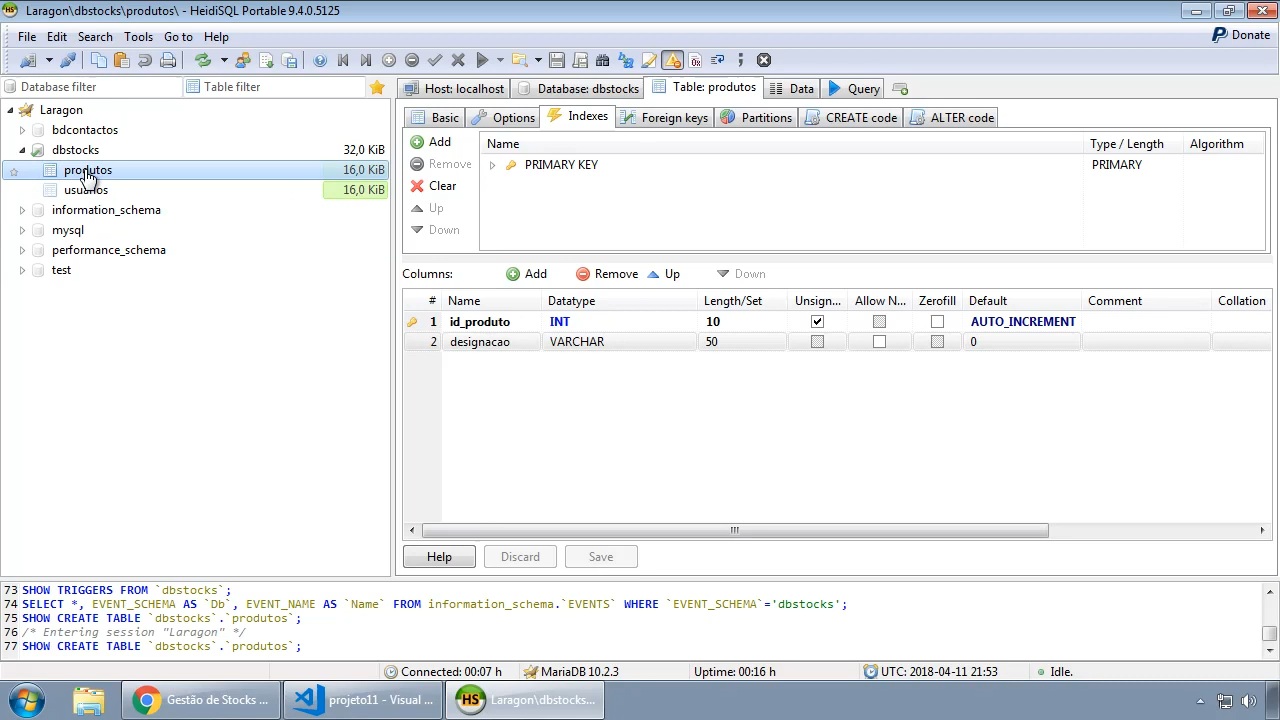 Laragon\dbstocks\produtos\ - HeidiSQL Portable 9.4.0.5125
File Edit Search Tools Go to Help
Donate
Database filter Table filter
Host: localhost Database: dbstocks Table: produtos Data Query
Laragon
bdcontactos
dbstocks 32,0 KiB
produtos 16,0 KiB
usuarios 16,0 KiB
information_schema
mysql
performance_schema
test
Basic Options Indexes Foreign keys Partitions CREATE code ALTER code
Add
Remove
Clear
Up
Down
Name Type / Length Algorithm
PRIMARY KEY PRIMARY
Columns: Add Remove Up Down
# Name Datatype Length/Set Unsign... Allow N... Zerofill Default Comment Collation
1 id_produto INT 10 AUTO_INCREMENT
2 designacao VARCHAR 50 0
Help Discard Save
73 SHOW TRIGGERS FROM `dbstocks`;
74 SELECT *, EVENT_SCHEMA AS `Db`, EVENT_NAME AS `Name` FROM information_schema.`EVENTS` WHERE `EVENT_SCHEMA`='dbstocks';
75 SHOW CREATE TABLE `dbstocks`.`produtos`;
76 /* Entering session "Laragon" */
77 SHOW CREATE TABLE `dbstocks`.`produtos`;
Connected: 00:07 h MariaDB 10.2.3 Uptime: 00:16 h UTC: 2018-04-11 21:53 Idle.
Gestão de Stocks ... projeto11 - Visual ... HS Laragon\dbstocks...